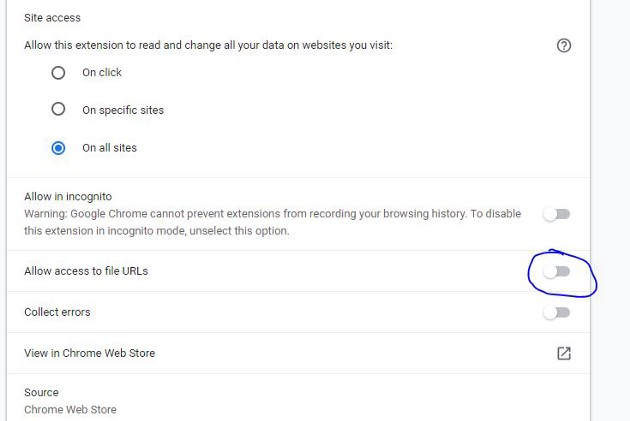 Site access
Allow this extension to read and change all your data on websites you visit:
On click
On specific sites
On all sites
Allow in incognito
Warning: Google Chrome cannot prevent extensions from recording your browsing history. To disable
this extension in incognito mode, unselect this option.
Allow access to file URLs
Collect errors
View in Chrome Web Store
Source
Chrome Web Store